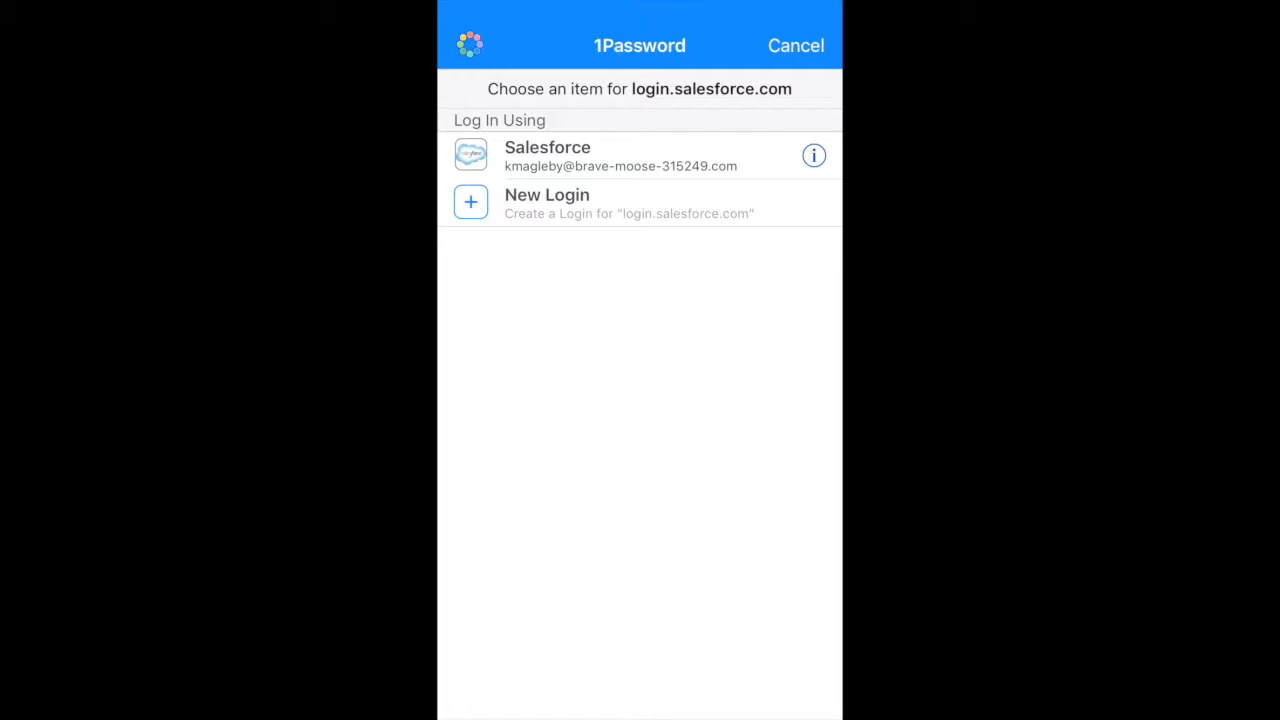 1Password
Cancel
Choose an item for login.salesforce.com
Log In Using
salesforce
Salesforce
kmagleby@brave-moose-315249.com
New Login
Create a Login for "login.salesforce.com"